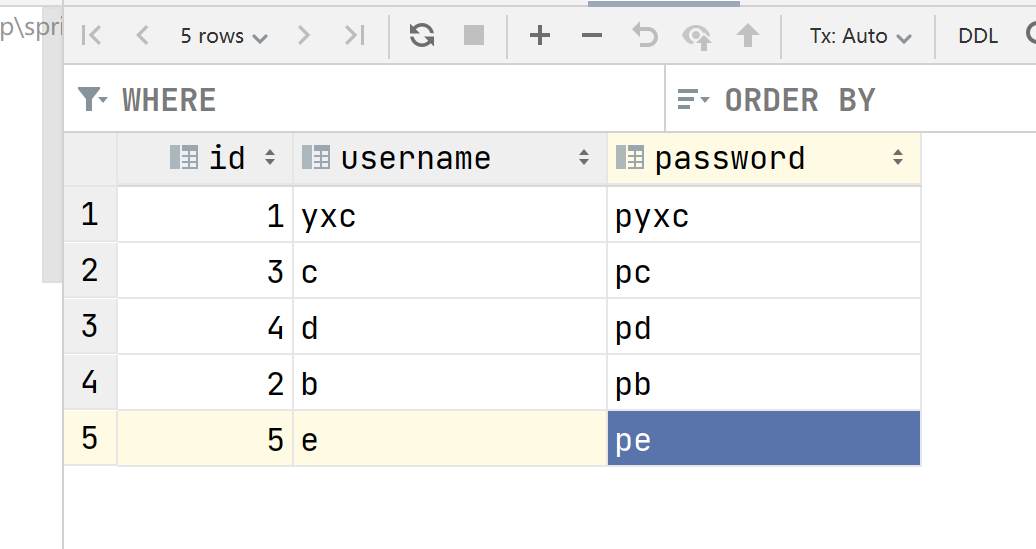 p\spri
5 rows Tx: Auto DDL
WHERE ORDER BY
id username password
1 1 yxc pyxc
2 3 c pc
3 4 d pd
4 2 b pb
5 5 e pe